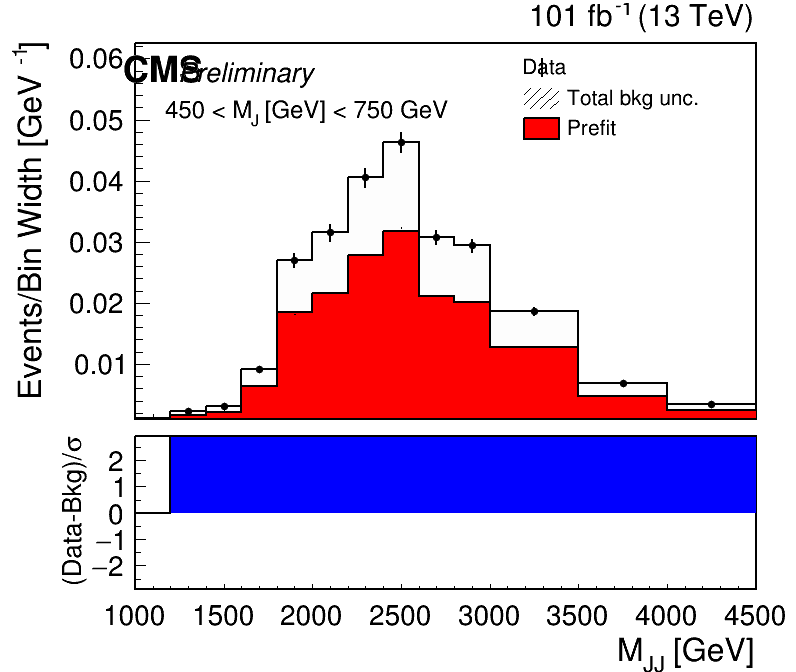 101 fb⁻¹ (13 TeV)
CMS Preliminary
450 < M_J [GeV] < 750 GeV
Data
Total bkg unc.
Prefit
Events/Bin Width [GeV⁻¹]
0.06
0.05
0.04
0.03
0.02
0.01
(Data-Bkg)/σ
2
1
0
−1
−2
1000 1500 2000 2500 3000 3500 4000 4500
M_JJ [GeV]